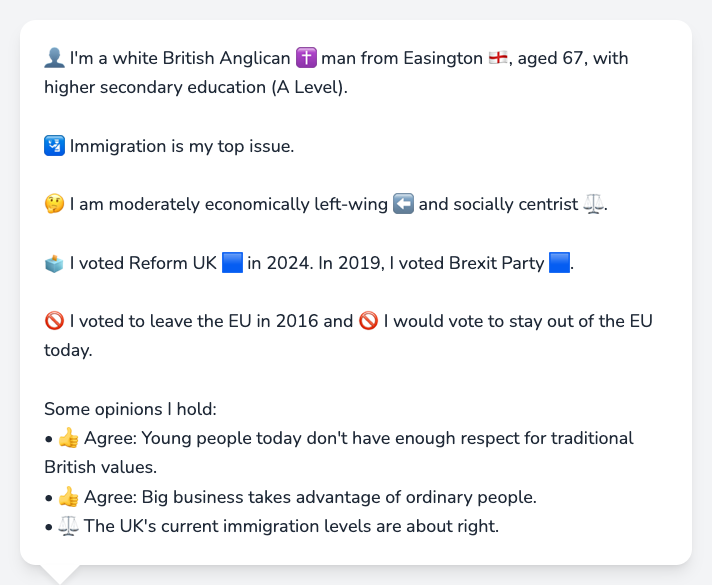 👤 I'm a white British Anglican ✝️ man from Easington 🏴󠁧󠁢󠁥󠁮󠁧󠁿, aged 67, with
higher secondary education (A Level).
🛂 Immigration is my top issue.
🤔 I am moderately economically left-wing ⬅️ and socially centrist ⚖️.
🗳️ I voted Reform UK 🟦 in 2024. In 2019, I voted Brexit Party 🟦.
🚫 I voted to leave the EU in 2016 and 🚫 I would vote to stay out of the EU
today.
Some opinions I hold:
• 👍 Agree: Young people today don't have enough respect for traditional
British values.
• 👍 Agree: Big business takes advantage of ordinary people.
• ⚖️ The UK's current immigration levels are about right.